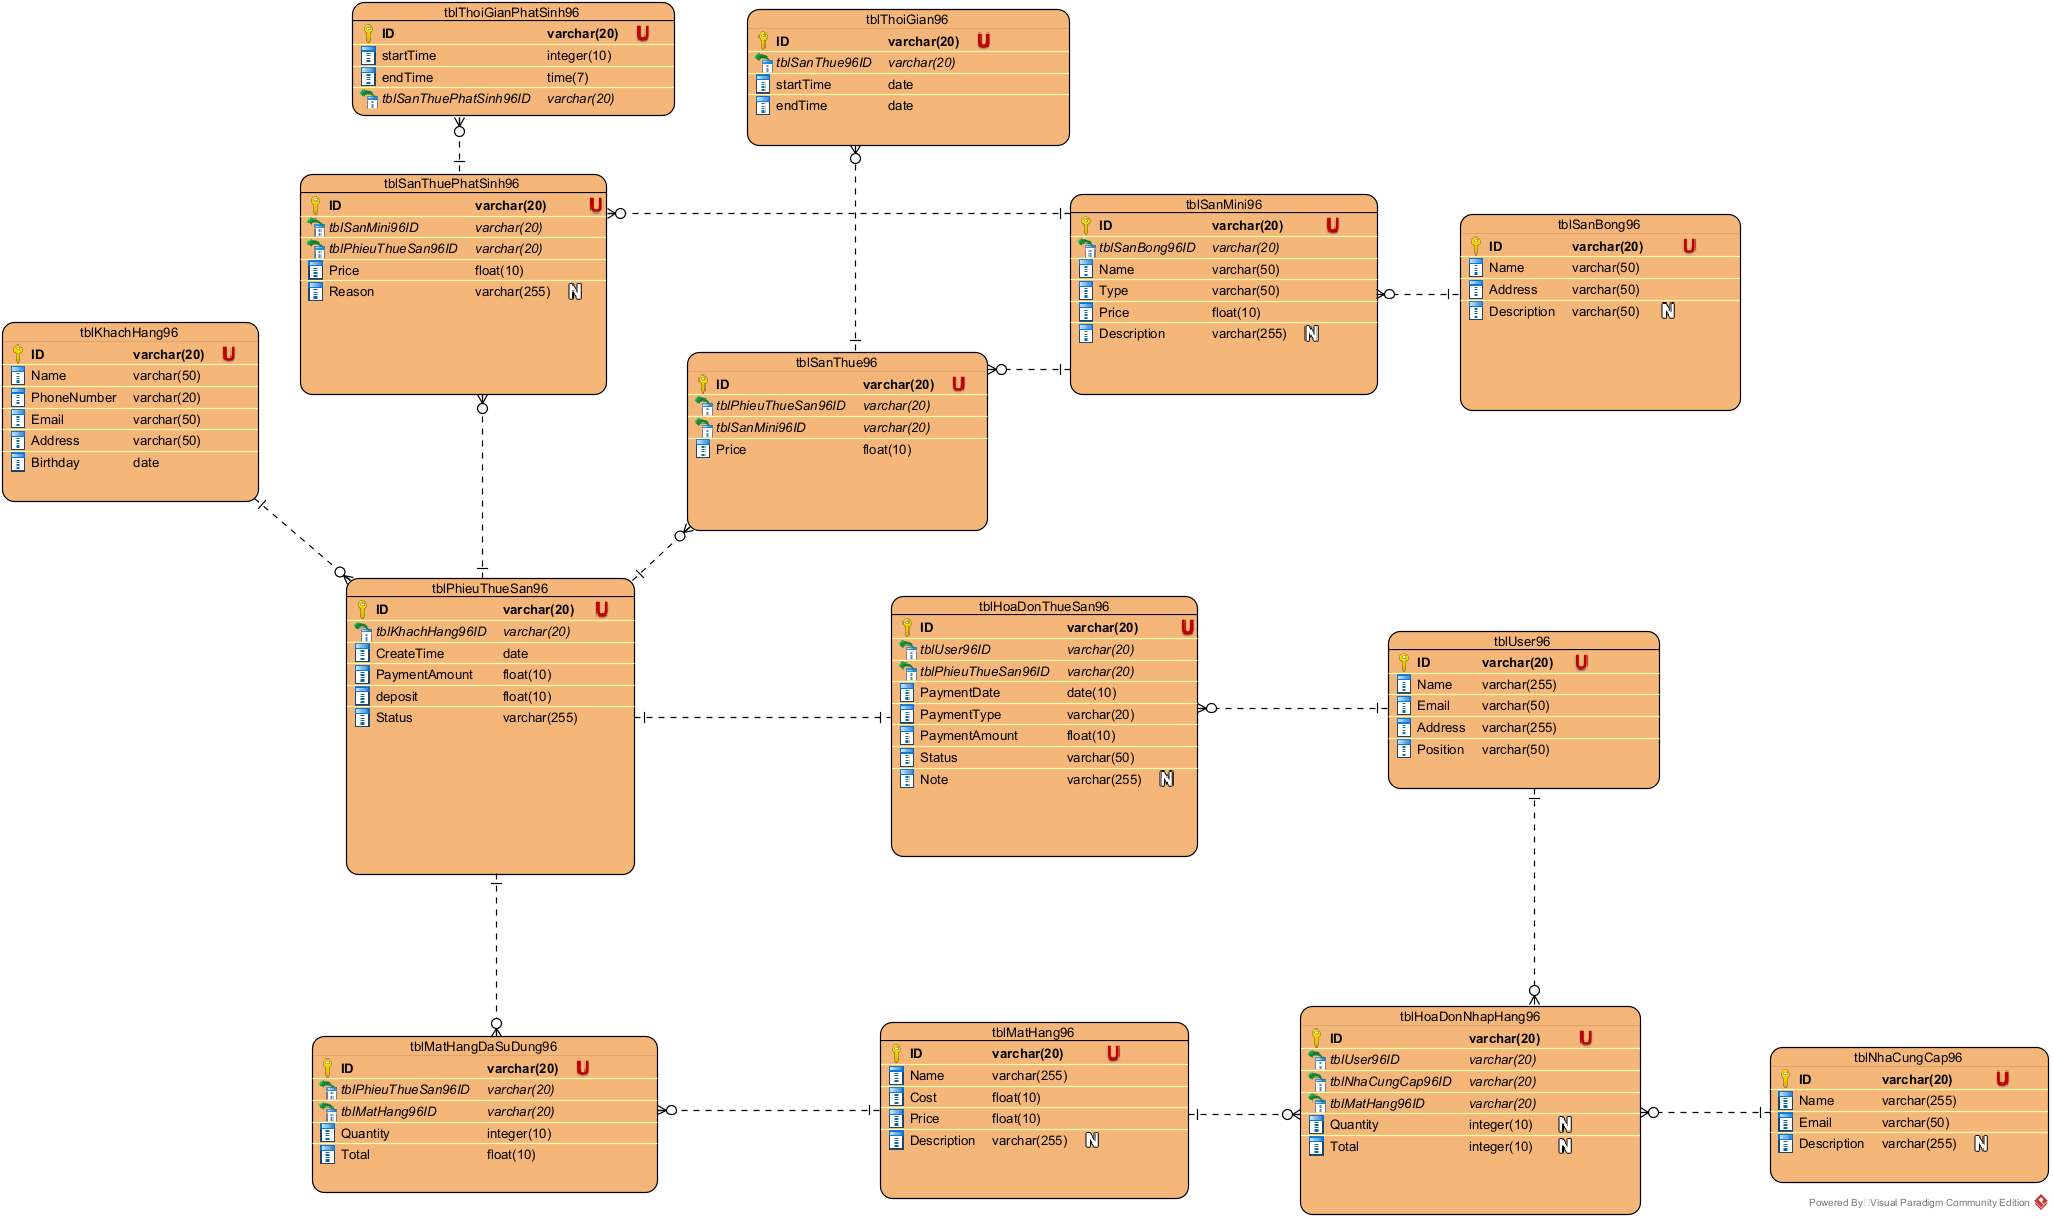 tblThoiGianPhatSinh96
ID varchar(20) U
startTime integer(10)
endTime time(7)
tblSanThuePhatSinh96ID varchar(20)
tblThoiGian96
ID varchar(20) U
tblSanThue96ID varchar(20)
startTime date
endTime date
tblSanThuePhatSinh96
ID varchar(20) U
tblSanMini96ID varchar(20)
tblPhieuThueSan96ID varchar(20)
Price float(10)
Reason varchar(255) N
tblSanMini96
ID varchar(20) U
tblSanBong96ID varchar(20)
Name varchar(50)
Type varchar(50)
Price float(10)
Description varchar(255) N
tblSanBong96
ID varchar(20) U
Name varchar(50)
Address varchar(50)
Description varchar(50) N
tblKhachHang96
ID varchar(20) U
Name varchar(50)
PhoneNumber varchar(20)
Email varchar(50)
Address varchar(50)
Birthday date
tblSanThue96
ID varchar(20) U
tblPhieuThueSan96ID varchar(20)
tblSanMini96ID varchar(20)
Price float(10)
tblPhieuThueSan96
ID varchar(20) U
tblKhachHang96ID varchar(20)
CreateTime date
PaymentAmount float(10)
deposit float(10)
Status varchar(255)
tblHoaDonThueSan96
ID varchar(20) U
tblUser96ID varchar(20)
tblPhieuThueSan96ID varchar(20)
PaymentDate date(10)
PaymentType varchar(20)
PaymentAmount float(10)
Status varchar(50)
Note varchar(255) N
tblUser96
ID varchar(20) U
Name varchar(255)
Email varchar(50)
Address varchar(255)
Position varchar(50)
tblMatHangDaSuDung96
ID varchar(20) U
tblPhieuThueSan96ID varchar(20)
tblMatHang96ID varchar(20)
Quantity integer(10)
Total float(10)
tblMatHang96
ID varchar(20) U
Name varchar(255)
Cost float(10)
Price float(10)
Description varchar(255) N
tblHoaDonNhapHang96
ID varchar(20) U
tblUser96ID varchar(20)
tblNhaCungCap96ID varchar(20)
tblMatHang96ID varchar(20)
Quantity integer(10) N
Total integer(10) N
tblNhaCungCap96
ID varchar(20) U
Name varchar(255)
Email varchar(50)
Description varchar(255) N
Powered By Visual Paradigm Community Edition